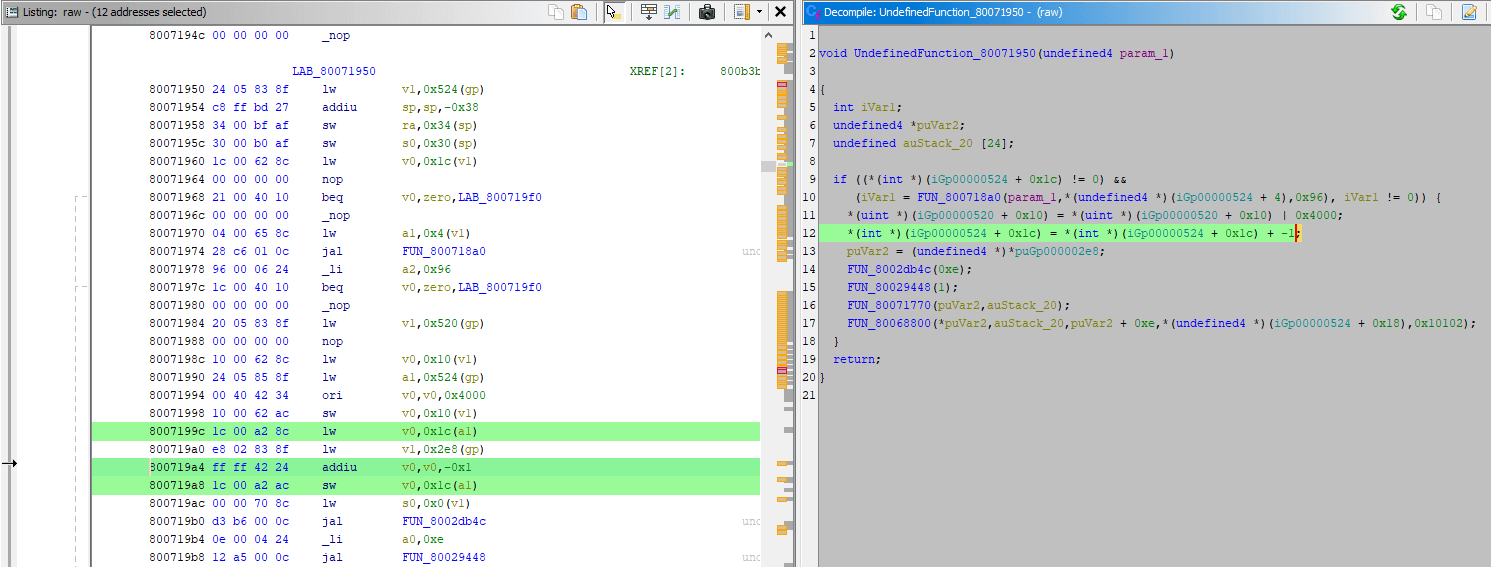 Listing: raw - (12 addresses selected)
8007194c 00 00 00 00 _nop
LAB_80071950 XREF[2]: 800b3b
80071950 24 05 83 8f lw v1,0x524(gp)
80071954 c8 ff bd 27 addiu sp,sp,-0x38
80071958 34 00 bf af sw ra,0x34(sp)
8007195c 30 00 b0 af sw s0,0x30(sp)
80071960 1c 00 62 8c lw v0,0x1c(v1)
80071964 00 00 00 00 nop
80071968 21 00 40 10 beq v0,zero,LAB_800719f0
8007196c 00 00 00 00 _nop
80071970 04 00 65 8c lw a1,0x4(v1)
80071974 28 c6 01 0c jal FUN_800718a0 unc
80071978 96 00 06 24 _li a2,0x96
8007197c 1c 00 40 10 beq v0,zero,LAB_800719f0
80071980 00 00 00 00 _nop
80071984 20 05 83 8f lw v1,0x520(gp)
80071988 00 00 00 00 nop
8007198c 10 00 62 8c lw v0,0x10(v1)
80071990 24 05 85 8f lw a1,0x524(gp)
80071994 00 40 42 34 ori v0,v0,0x4000
80071998 10 00 62 ac sw v0,0x10(v1)
8007199c 1c 00 a2 8c lw v0,0x1c(a1)
800719a0 e8 02 83 8f lw v1,0x2e8(gp)
800719a4 ff ff 42 24 addiu v0,v0,-0x1
800719a8 1c 00 a2 ac sw v0,0x1c(a1)
800719ac 00 00 70 8c lw s0,0x0(v1)
800719b0 d3 b6 00 0c jal FUN_8002db4c unc
800719b4 0e 00 04 24 _li a0,0xe
800719b8 12 a5 00 0c jal FUN_80029448 unc
Decompile: UndefinedFunction_80071950 - (raw)
1
2 void UndefinedFunction_80071950(undefined4 param_1)
3
4 {
5 int iVar1;
6 undefined4 *puVar2;
7 undefined auStack_20 [24];
8
9 if ((*(int *)(iGp00000524 + 0x1c) != 0) &&
10 (iVar1 = FUN_800718a0(param_1,*(undefined4 *)(iGp00000524 + 4),0x96), iVar1 != 0)) {
11 *(uint *)(iGp00000520 + 0x10) = *(uint *)(iGp00000520 + 0x10) | 0x4000;
12 *(int *)(iGp00000524 + 0x1c) = *(int *)(iGp00000524 + 0x1c) + -1;
13 puVar2 = (undefined4 *)*puGp000002e8;
14 FUN_8002db4c(0xe);
15 FUN_80029448(1);
16 FUN_80071770(puVar2,auStack_20);
17 FUN_80068800(*puVar2,auStack_20,puVar2 + 0xe,*(undefined4 *)(iGp00000524 + 0x18),0x10102);
18 }
19 return;
20 }
21